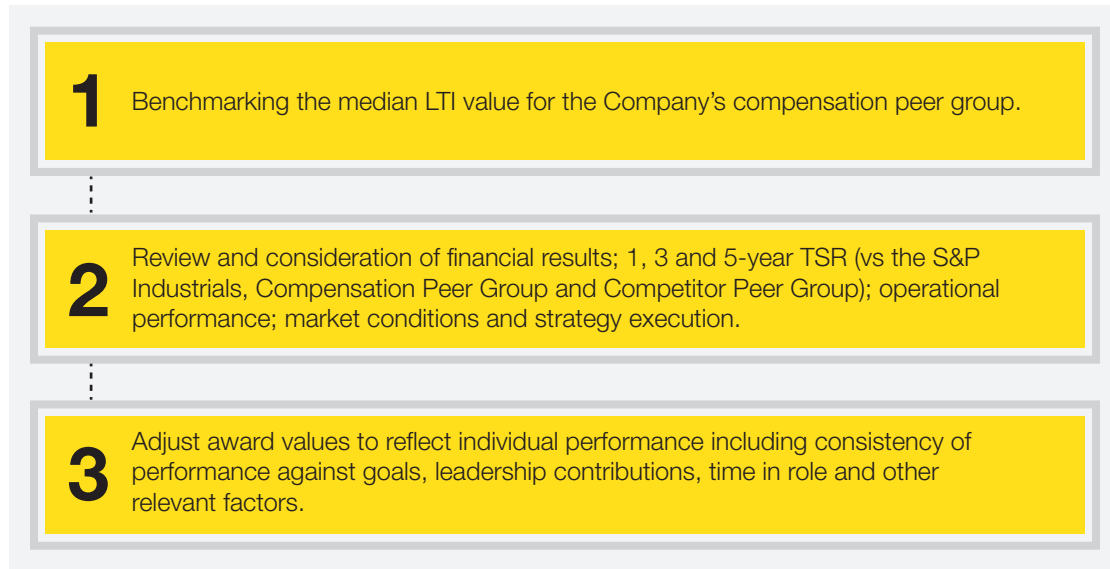 1
Benchmarking the median LTI value for the Company’s compensation peer group.
2
Review and consideration of financial results; 1, 3 and 5-year TSR (vs the S&P
Industrials, Compensation Peer Group and Competitor Peer Group); operational
performance; market conditions and strategy execution.
3
Adjust award values to reflect individual performance including consistency of
performance against goals, leadership contributions, time in role and other
relevant factors.